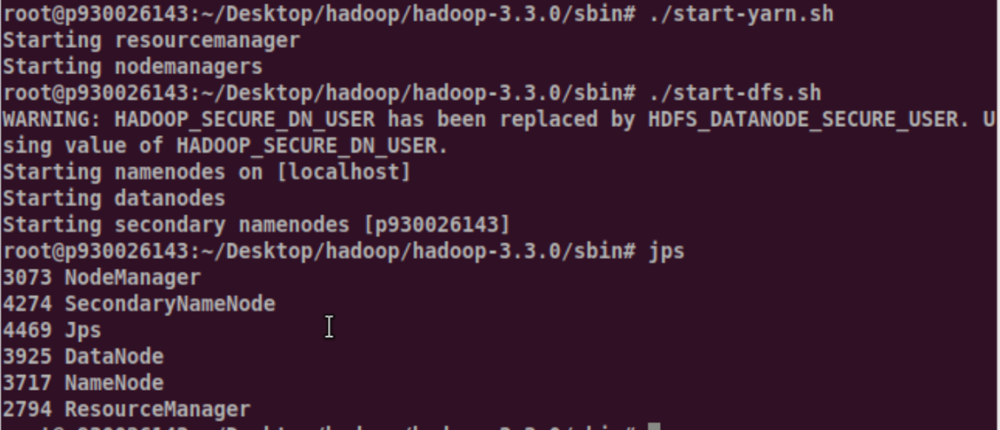 root@p930026143:~/Desktop/hadoop/hadoop-3.3.0/sbin# ./start-yarn.sh
Starting resourcemanager
Starting nodemanagers
root@p930026143:~/Desktop/hadoop/hadoop-3.3.0/sbin# ./start-dfs.sh
WARNING: HADOOP_SECURE_DN_USER has been replaced by HDFS_DATANODE_SECURE_USER. U
sing value of HADOOP_SECURE_DN_USER.
Starting namenodes on [localhost]
Starting datanodes
Starting secondary namenodes [p930026143]
root@p930026143:~/Desktop/hadoop/hadoop-3.3.0/sbin# jps
3073 NodeManager
4274 SecondaryNameNode
4469 Jps
3925 DataNode
3717 NameNode
2794 ResourceManager